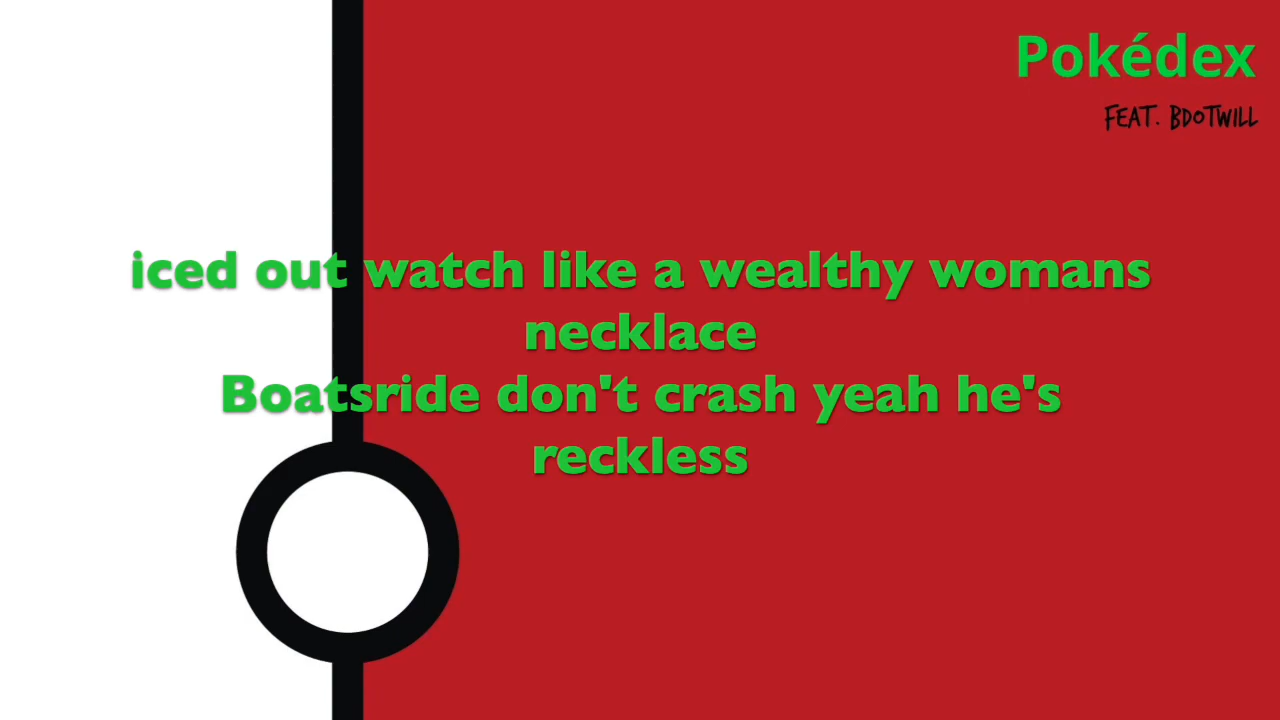 Pokédex
FEAT. BDOTWILL
iced out watch like a wealthy womans
necklace
Boatsride don't crash yeah he's
reckless